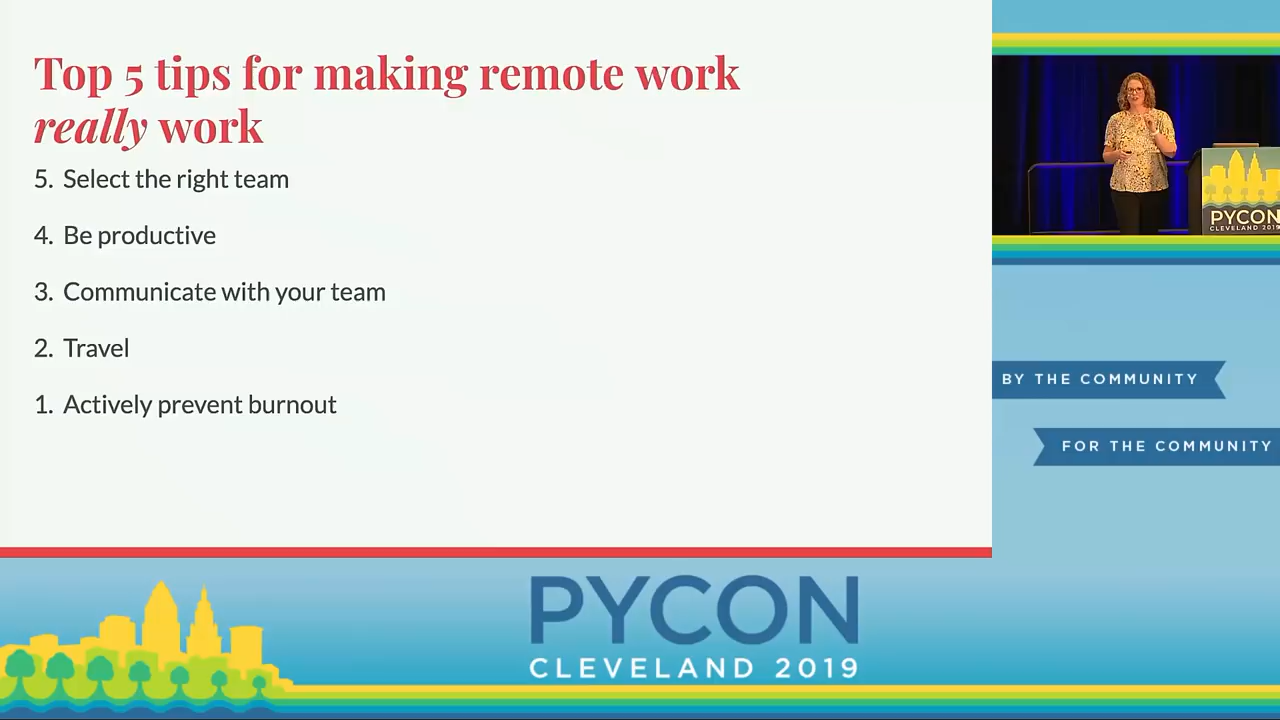 Top 5 tips for making remote work
really work
5. Select the right team
4. Be productive
3. Communicate with your team
2. Travel
1. Actively prevent burnout
PYCON
CLEVELAND 2019
BY THE COMMUNITY
FOR THE COMMUNITY
PYCON
CLEVELAND 2019